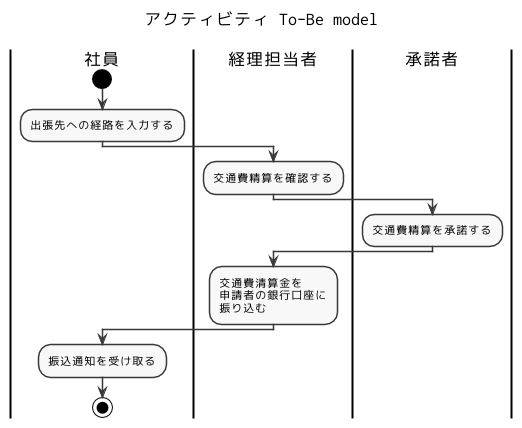 アクティビティ To-Be model
社員
経理担当者
承諾者
出張先への経路を入力する
交通費精算を確認する
交通費精算を承諾する
交通費清算金を
申請者の銀行口座に
振り込む
振込通知を受け取る